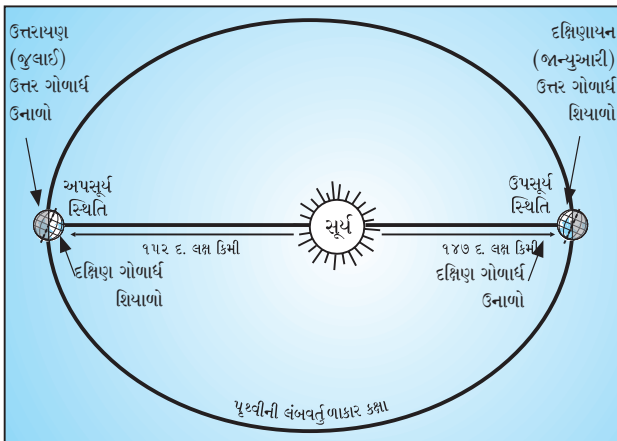 ઉત્તરાયણ
(જુલાઈ)
ઉત્તર ગોળાર્ધ
ઉનાળો
દક્ષિણાયન
(જાન્યુઆરી)
ઉત્તર ગોળાર્ધ
શિયાળો
અપસૂર્ય
સ્થિતિ
ઉપસૂર્ય
સ્થિતિ
સૂર્ય
૧૫૨ દ. લક્ષ કિમી
૧૪૭ દ. લક્ષ કિમી
દક્ષિણ ગોળાર્ધ
શિયાળો
દક્ષિણ ગોળાર્ધ
ઉનાળો
પૃથ્વીની લંબવર્તુળાકાર કક્ષા